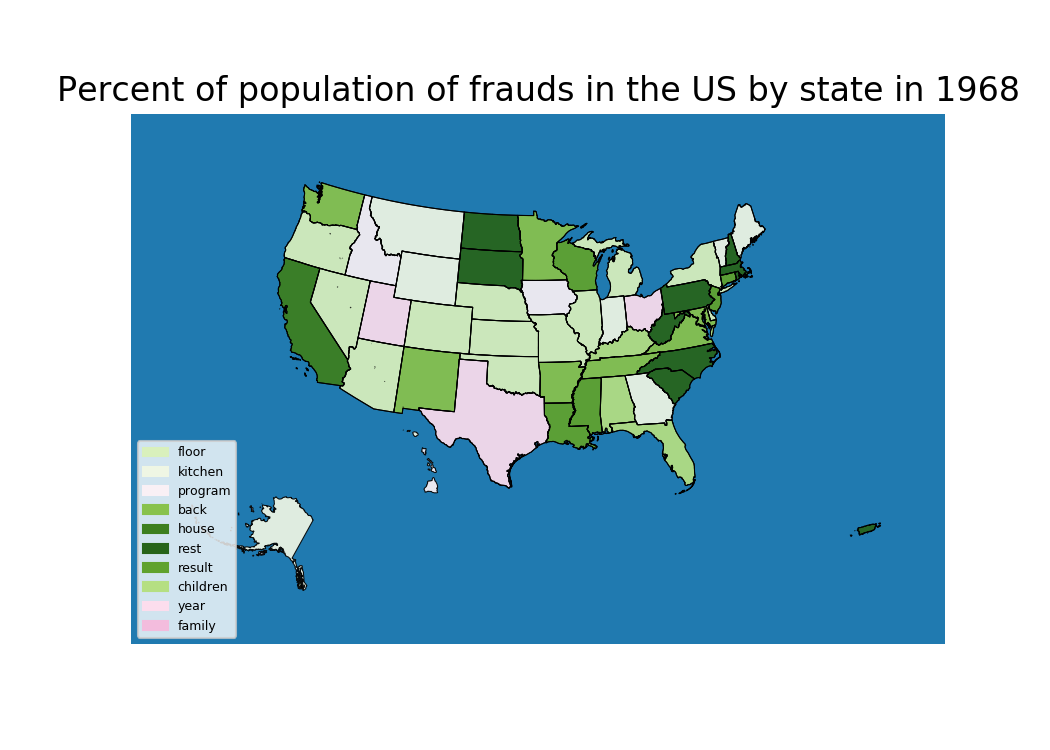 Percent of population of frauds in the US by state in 1968
floor
kitchen
program
back
house
rest
result
children
year
family